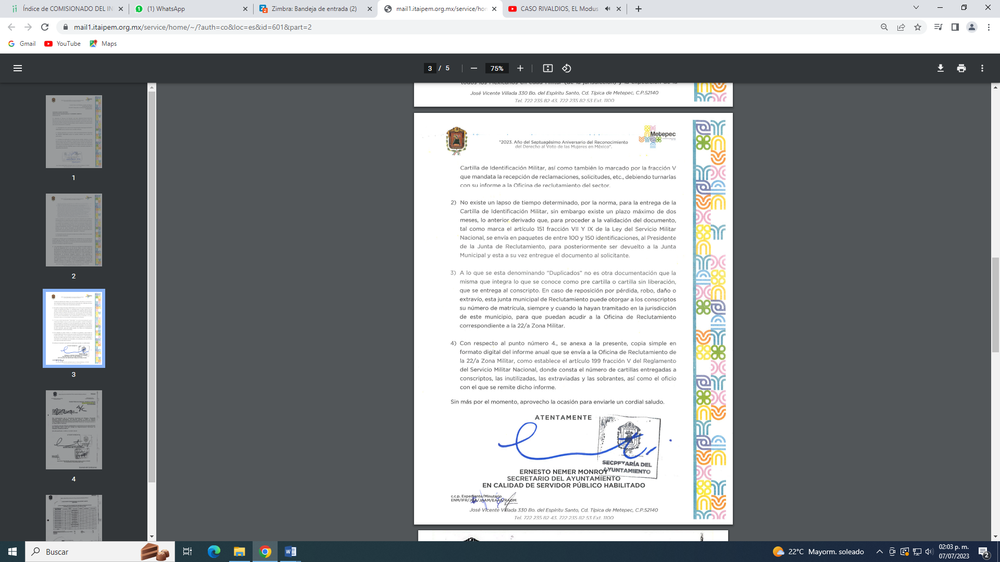 Índice de COMISIONADO DEL IN
(1) WhatsApp
Zimbra: Bandeja de entrada (2)
mail1.itaipem.org.mx/service/hom
CASO RIVALDIOS, EL Modus
mail1.itaipem.org.mx/service/home/~/?auth=co&loc=es&id=601&part=2
Gmail
YouTube
Maps
3 / 5
75%
1
2
3
4
todos los Mexicanos en edad Militar (de la jurisdicción) y la expedición de la
José Vicente Villada 330 Bo. del Espíritu Santo, Cd. Típica de Metepec, C.P.52140
Tel. 722 235 82 43, 722 235 82 53 Ext. 1100
Metepec
"2023. Año del Septuagésimo Aniversario del Reconocimiento
del Derecho al Voto de las Mujeres en México".
Cartilla de Identificación Militar, así como también lo marcado por la fracción V
que mandata la recepción de reclamaciones, solicitudes, etc., debiendo turnarlas
con su informe a la Oficina de reclutamiento del sector.
2) No existe un lapso de tiempo determinado, por la norma, para la entrega de la
Cartilla de Identificación Militar, sin embargo existe un plazo máximo de dos
meses, lo anterior derivado que, para proceder a la validación del documento,
tal como marca el artículo 151 fracción VII Y IX de la Ley del Servicio Militar
Nacional, se envía en paquetes de entre 100 y 150 identificaciones, al Presidente
de la Junta de Reclutamiento, para posteriormente ser devuelto a la Junta
Municipal y esta a su vez entregue el documento al solicitante.
3) A lo que se esta denominando "Duplicados" no es otra documentación que la
misma que integra lo que se conoce como pre cartilla o cartilla sin liberación,
que se entrega al conscripto. En caso de reposición por pérdida, robo, daño o
extravío, esta junta municipal de Reclutamiento puede otorgar a los conscriptos
su número de matrícula, siempre y cuando la hayan tramitado en la jurisdicción
de este municipio, para que puedan acudir a la Oficina de Reclutamiento
correspondiente a la 22/a Zona Militar.
4) Con respecto al punto número 4., se anexa a la presente, copia simple en
formato digital del informe anual que se envía a la Oficina de Reclutamiento de
la 22/a Zona Militar, como establece el artículo 199 fracción V del Reglamento
del Servicio Militar Nacional, donde consta el número de cartillas entregadas a
conscriptos, las inutilizadas, las extraviadas y las sobrantes, así como el oficio
con el que se remite dicho informe.
Sin más por el momento, aprovecho la ocasión para enviarle un cordial saludo.
ATENTAMENTE
SECRETARÍA DEL
AYUNTAMIENTO
ERNESTO NEMER MONROY
SECRETARIO DEL AYUNTAMIENTO
EN CALIDAD DE SERVIDOR PÚBLICO HABILITADO
c.c.p. Expediente/Minutario
ENM/IFR/JGA/JAAM/EAAS/RAOM
José Vicente Villada 330 Bo. del Espíritu Santo, Cd. Típica de Metepec, C.P.52140
Tel. 722 235 82 43, 722 235 82 53 Ext. 1100
Buscar
22°C Mayorm. soleado
02:03 p. m.
07/07/2023
2